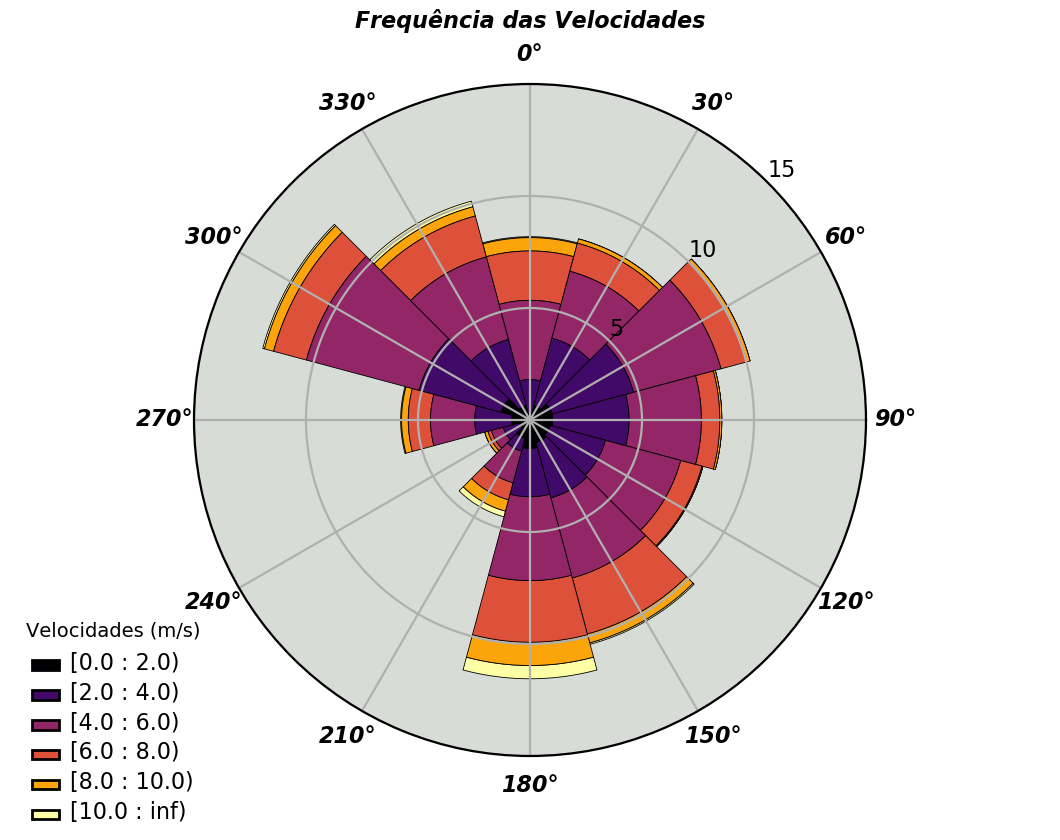 Frequência das Velocidades
0°
330°
30°
15
300°
60°
10
5
270°
90°
240°
120°
210°
150°
180°
Velocidades (m/s)
[0.0 : 2.0)
[2.0 : 4.0)
[4.0 : 6.0)
[6.0 : 8.0)
[8.0 : 10.0)
[10.0 : inf)